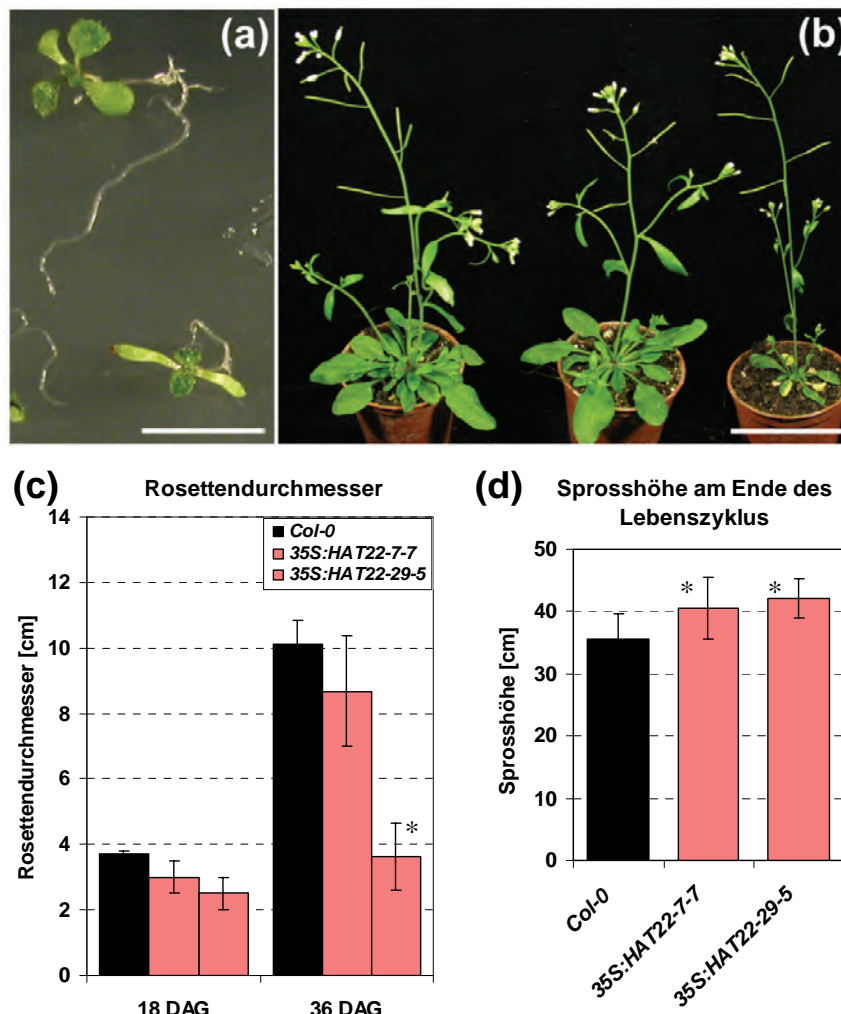 (a)
(b)
(c)
Rosettendurchmesser
14
12
10
8
6
4
2
0
Rosettendurchmesser [cm]
Col-0
35S:HAT22-7-7
35S:HAT22-29-5
*
18 DAG
36 DAG
(d)
Sprosshöhe am Ende des
Lebenszyklus
50
40
30
20
10
0
Sprosshöhe [cm]
*
*
Col-0
35S:HAT22-7-7
35S:HAT22-29-5